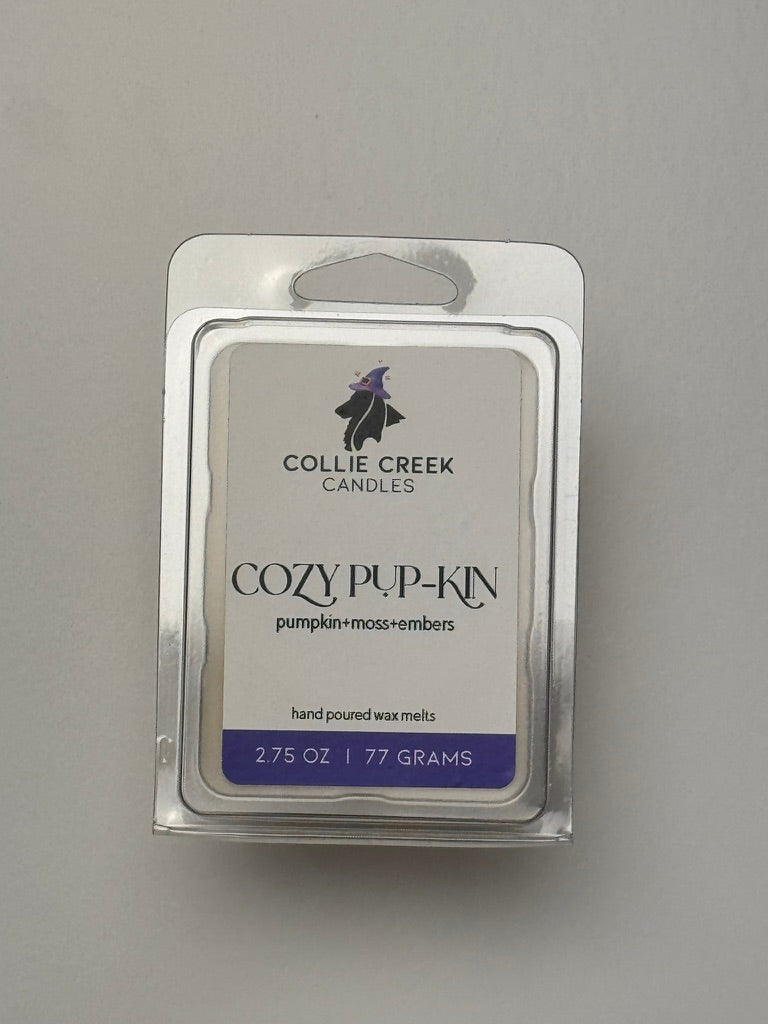 COLLIE CREEK
CANDLES
COZY PUP-KIN
pumpkin+moss+embers
hand poured wax melts
2.75 OZ | 77 GRAMS